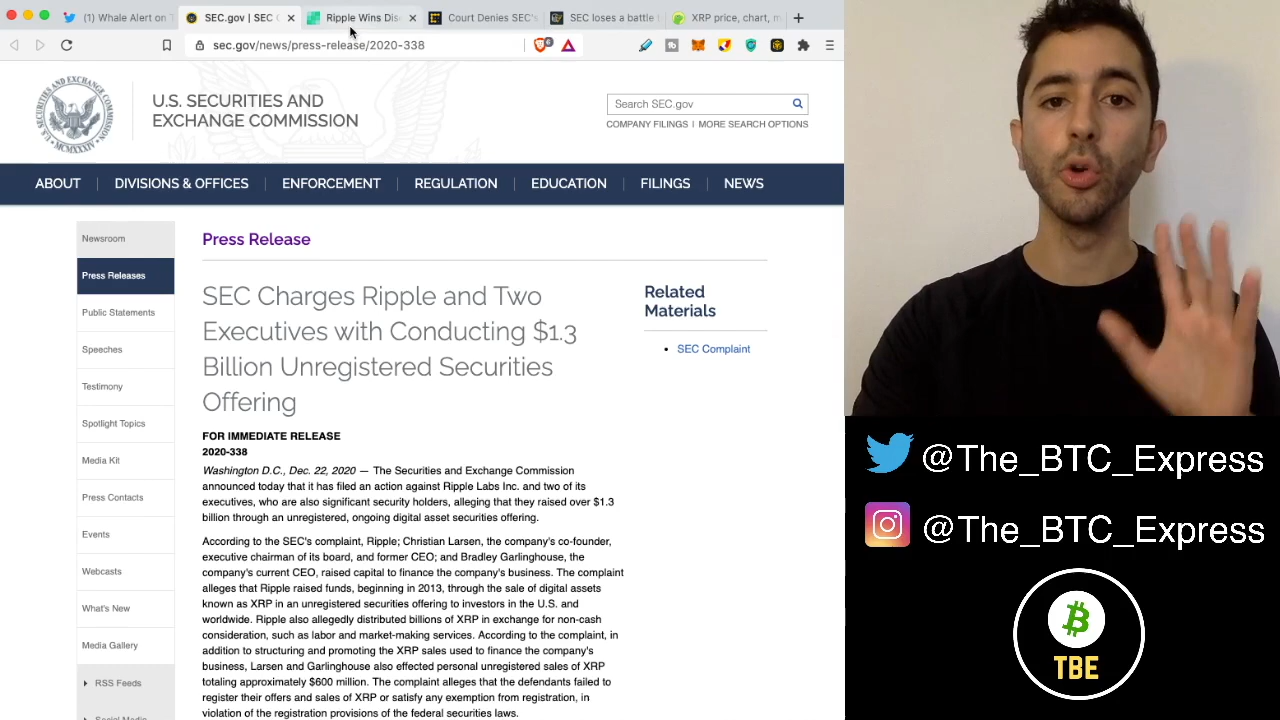 (1) Whale Alert on T
SEC.gov | SEC C
Ripple Wins Disc
Court Denies SEC's
SEC loses a battle t
XRP price, chart, m
sec.gov/news/press-release/2020-338
6
U.S. SECURITIES AND
EXCHANGE COMMISSION
Search SEC.gov
COMPANY FILINGS | MORE SEARCH OPTIONS
ABOUT
DIVISIONS & OFFICES
ENFORCEMENT
REGULATION
EDUCATION
FILINGS
NEWS
Newsroom
Press Releases
Public Statements
Speeches
Testimony
Spotlight Topics
Media Kit
Press Contacts
Events
Webcasts
What's New
Media Gallery
RSS Feeds
Social Media
Press Release
SEC Charges Ripple and Two
Executives with Conducting $1.3
Billion Unregistered Securities
Offering
FOR IMMEDIATE RELEASE
2020-338
Washington D.C., Dec. 22, 2020 — The Securities and Exchange Commission
announced today that it has filed an action against Ripple Labs Inc. and two of its
executives, who are also significant security holders, alleging that they raised over $1.3
billion through an unregistered, ongoing digital asset securities offering.
According to the SEC's complaint, Ripple; Christian Larsen, the company's co-founder,
executive chairman of its board, and former CEO; and Bradley Garlinghouse, the
company's current CEO, raised capital to finance the company's business. The complaint
alleges that Ripple raised funds, beginning in 2013, through the sale of digital assets
known as XRP in an unregistered securities offering to investors in the U.S. and
worldwide. Ripple also allegedly distributed billions of XRP in exchange for non-cash
consideration, such as labor and market-making services. According to the complaint, in
addition to structuring and promoting the XRP sales used to finance the company's
business, Larsen and Garlinghouse also effected personal unregistered sales of XRP
totaling approximately $600 million. The complaint alleges that the defendants failed to
register their offers and sales of XRP or satisfy any exemption from registration, in
violation of the registration provisions of the federal securities laws.
Related
Materials
SEC Complaint
@The_BTC_Express
@The_BTC_Express
TBE